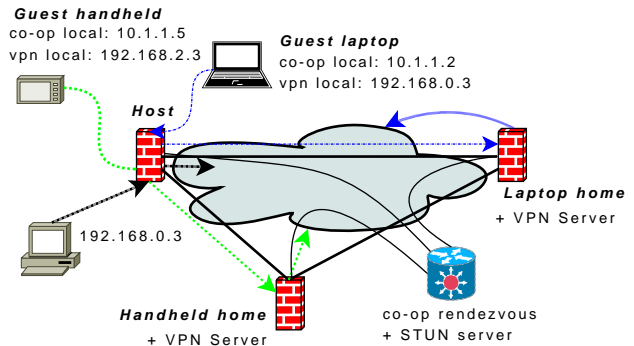 Guest handheld
co-op local: 10.1.1.5
vpn local: 192.168.2.3
Guest laptop
co-op local: 10.1.1.2
vpn local: 192.168.0.3
Host
Laptop home
+ VPN Server
192.168.0.3
Handheld home
+ VPN Server
co-op rendezvous
+ STUN server